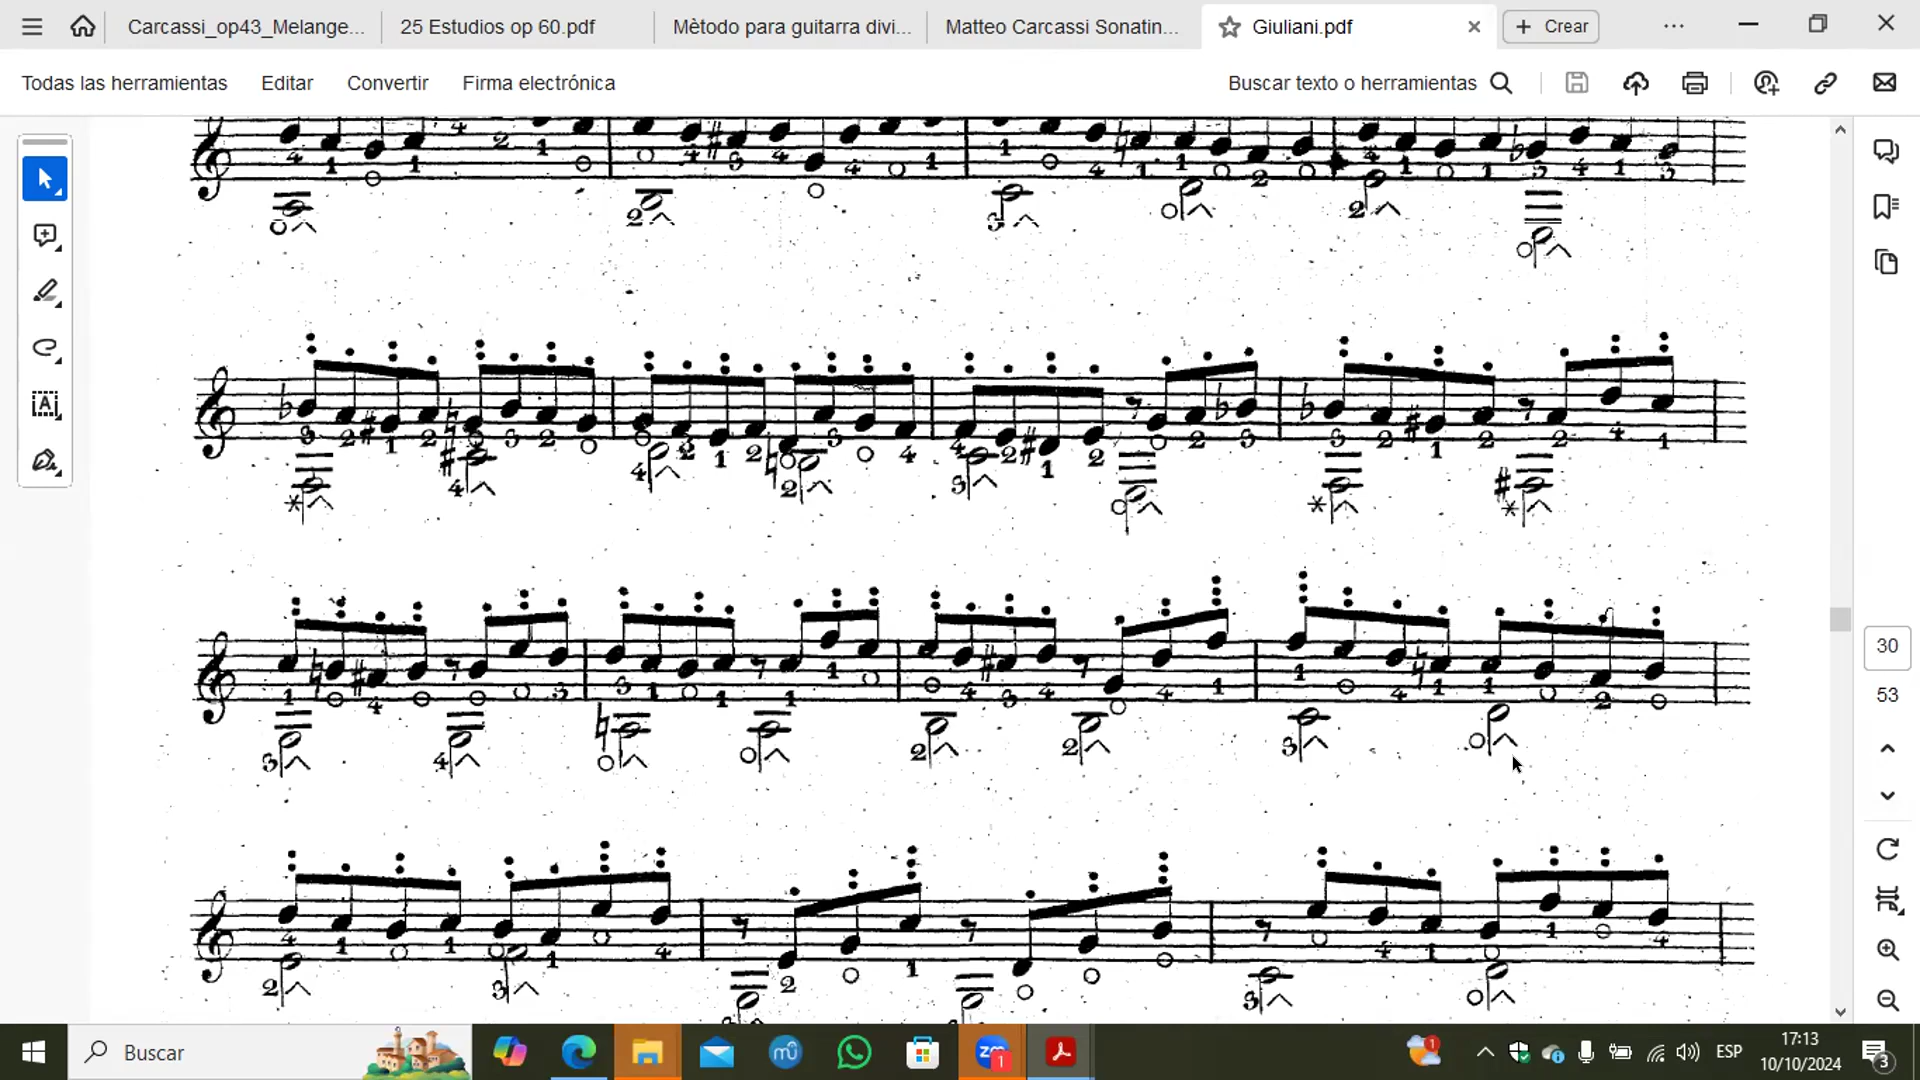 Carcassi_op43_Melange... 25 Estudios op 60.pdf Mètodo para guitarra divi... Matteo Carcassi Sonatin... Giuliani.pdf Crear
Todas las herramientas Editar Convertir Firma electrónica Buscar texto o herramientas
30
53
Buscar
ESP
17:13
10/10/2024